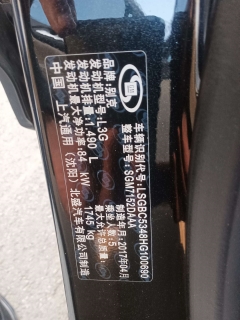 品牌:别克
发动机型号:L3G
发动机排量:1.490 L
发动机最大净功率:84 kW
中国 上汽通用(沈阳)北盛汽车有限公司制造
车辆识别代号:LSGBC5348HG100690
整车型号:SGM7152DAAA
制造年月:2017年04月
乘坐人数:5
最大允许总质量:1745 kg